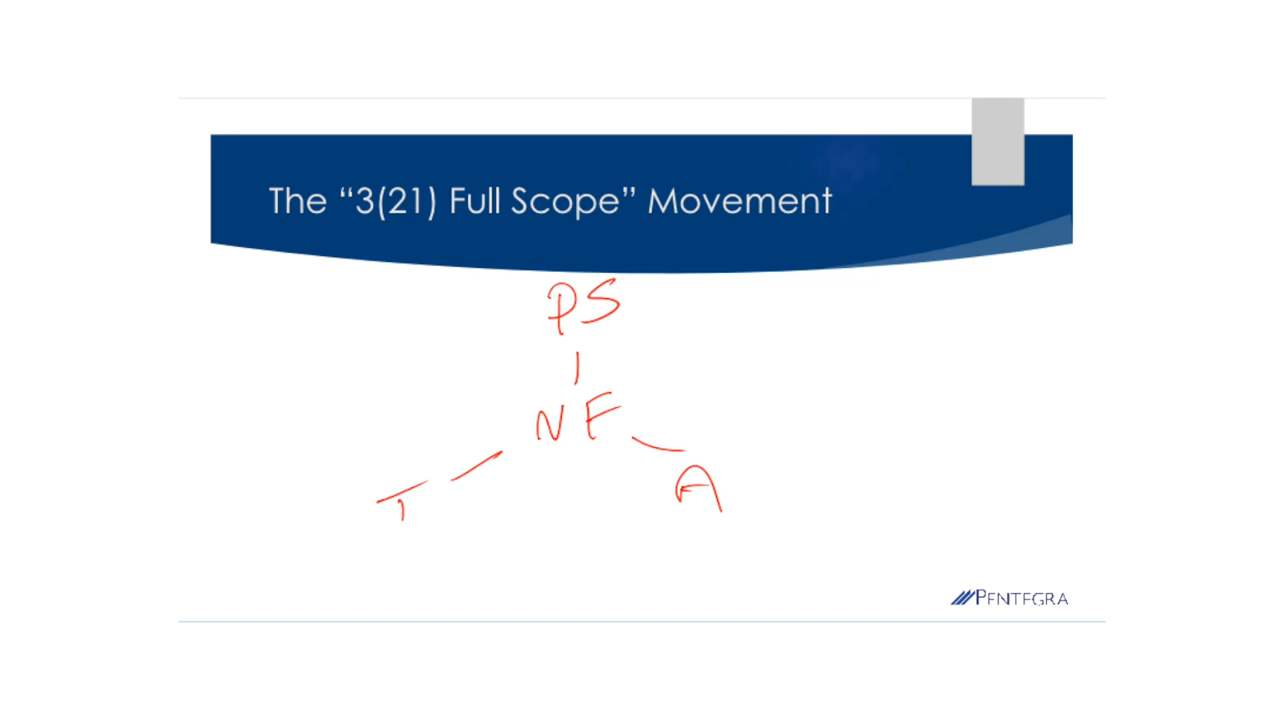 The “3(21) Full Scope” Movement
PS
NF
T
A
PENTEGRA